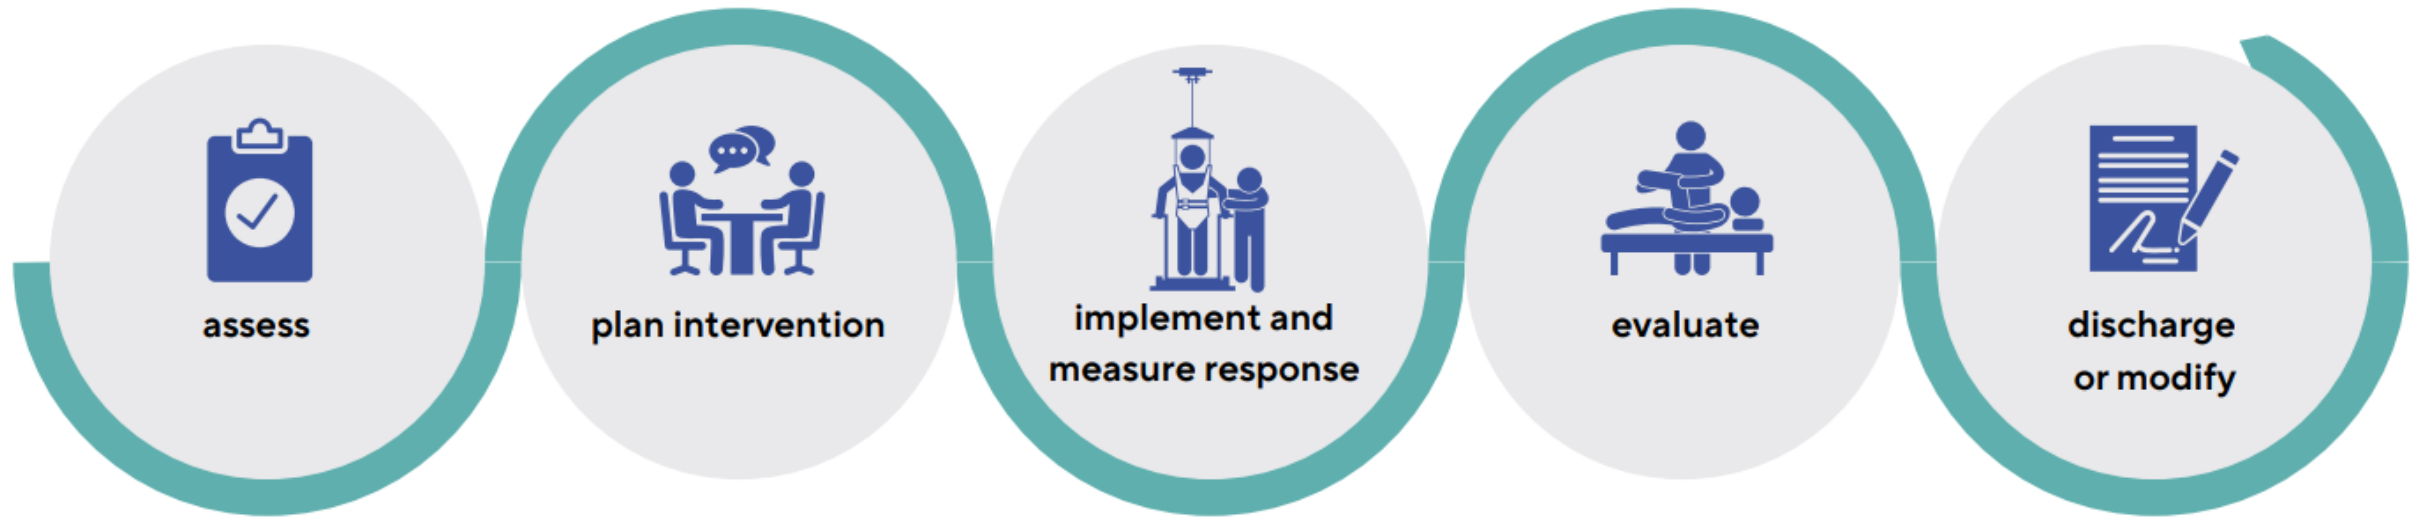 assess
plan intervention
implement and
measure response
evaluate
discharge
or modify